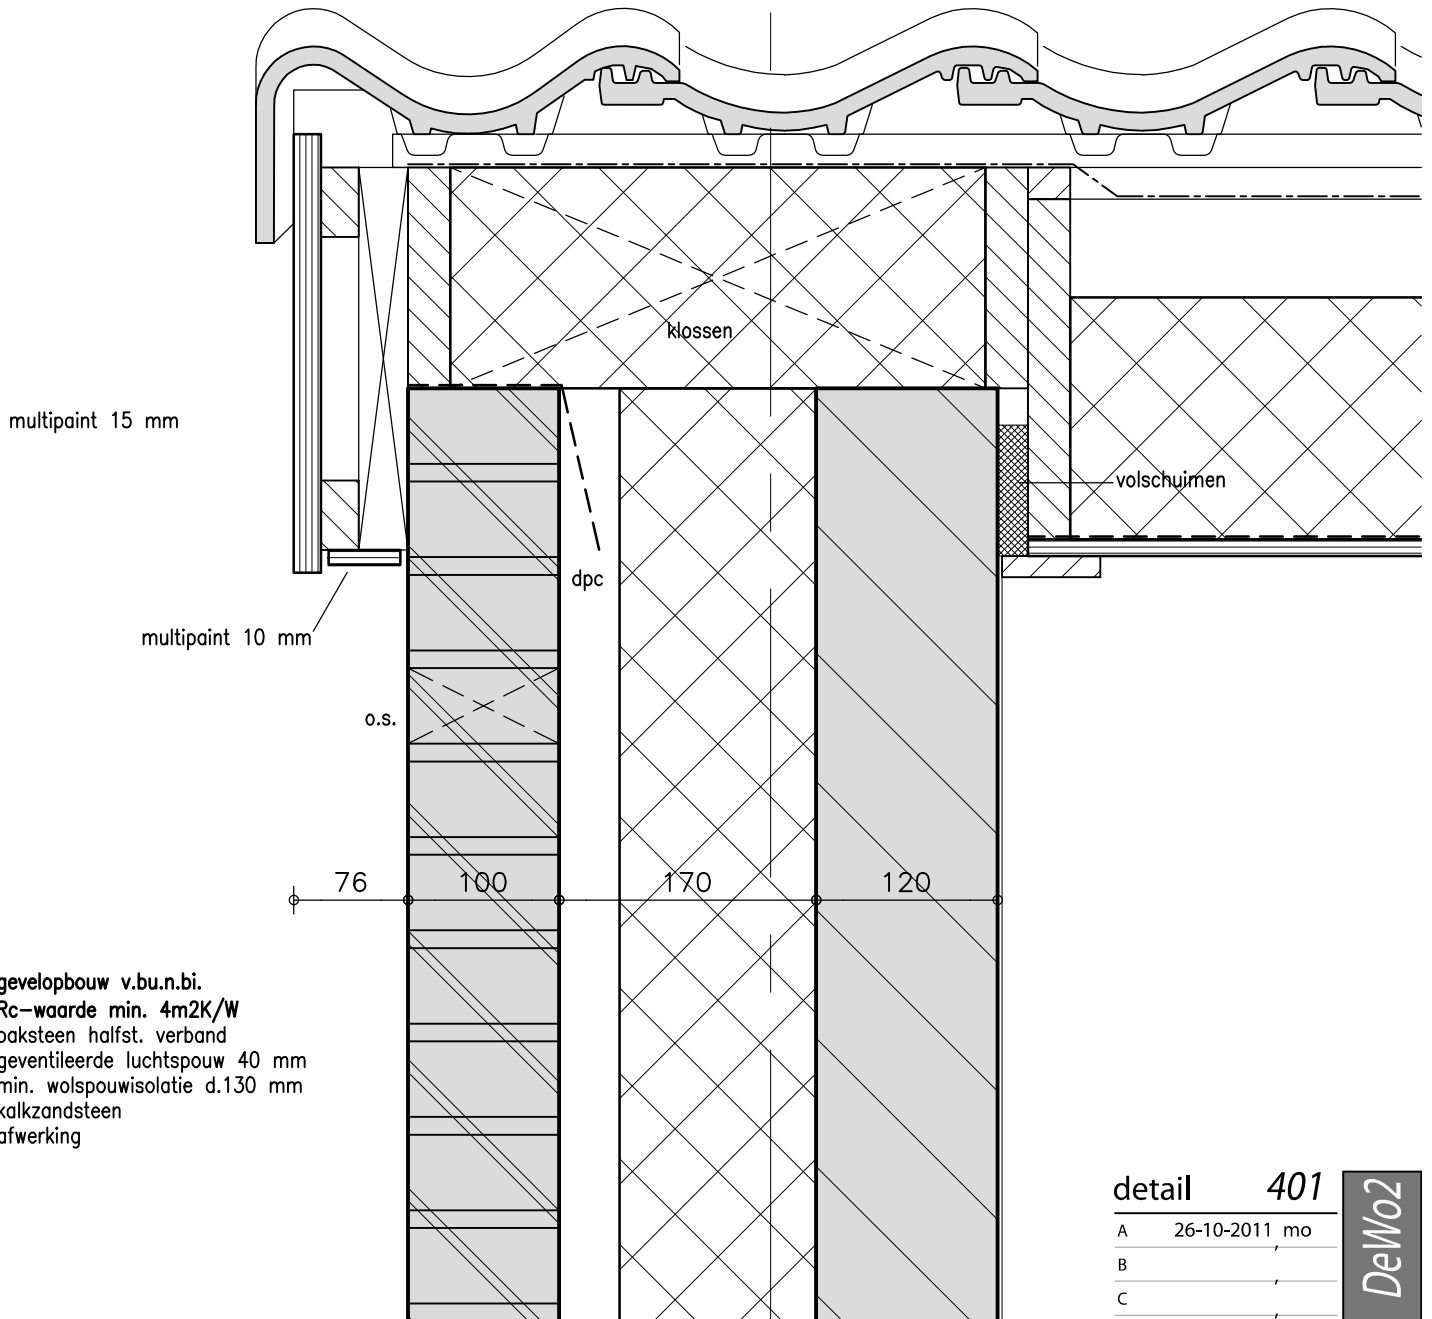 klossen
multipaint 15 mm
volschuimen
dpc
multipaint 10 mm
o.s.
76 100 170 120
gevelopbouw v.bu.n.bi.
Rc-waarde min. 4m2K/W
baksteen halfst. verband
geventileerde luchtspouw 40 mm
min. wolspouwisolatie d.130 mm
kalkzandsteen
afwerking
detail 401
A 26-10-2011, mo
B ,
C ,
DeWo2